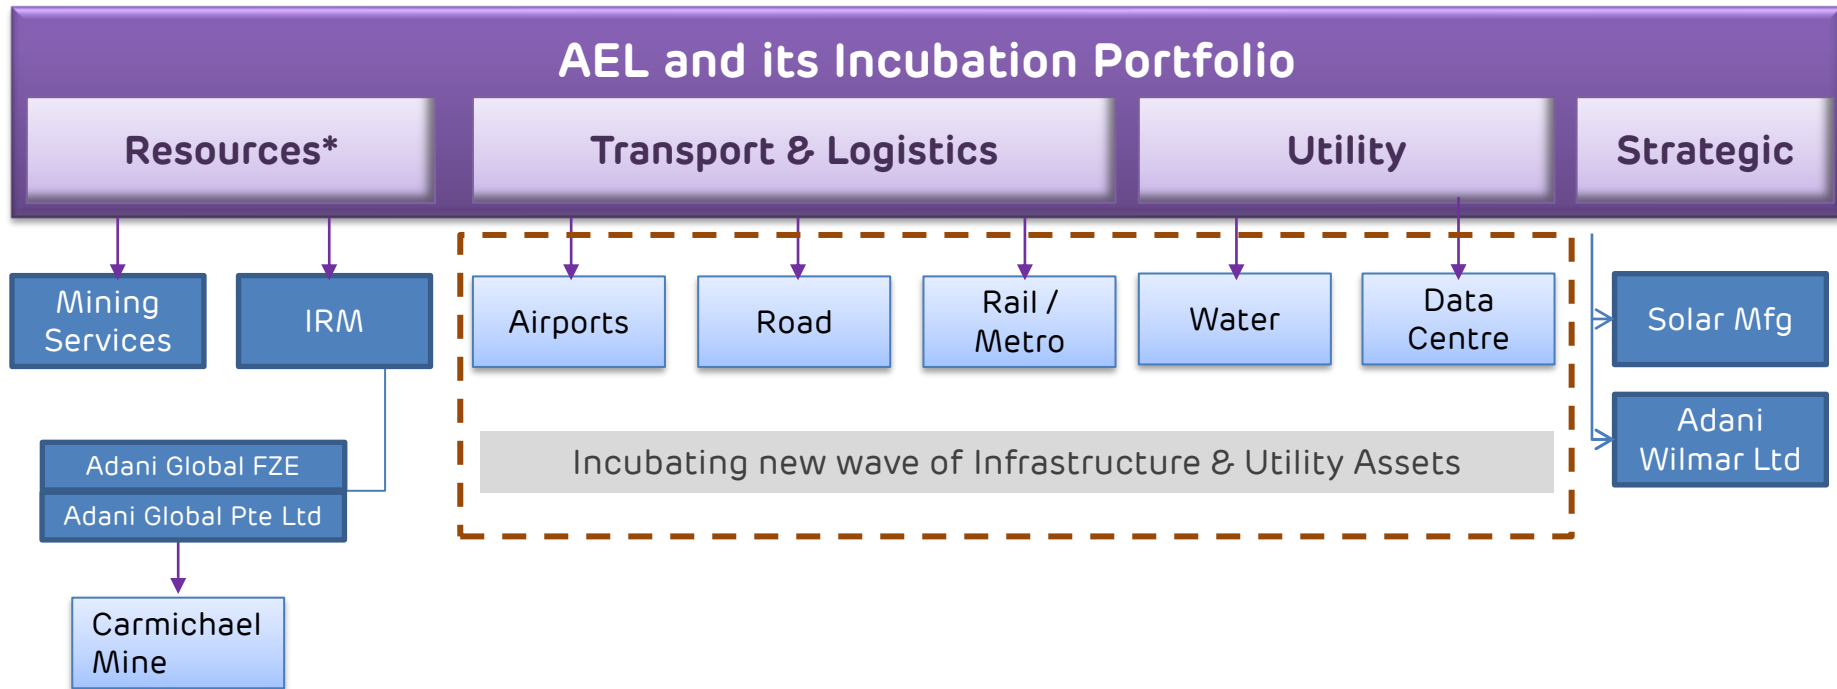 AEL and its Incubation Portfolio
Resources*
Transport & Logistics
Utility
Strategic
Mining
Services
IRM
Airports
Road
Rail /
Metro
Water
Data
Centre
Solar Mfg
Adani
Wilmar Ltd
Adani Global FZE
Adani Global Pte Ltd
Incubating new wave of Infrastructure & Utility Assets
Carmichael
Mine